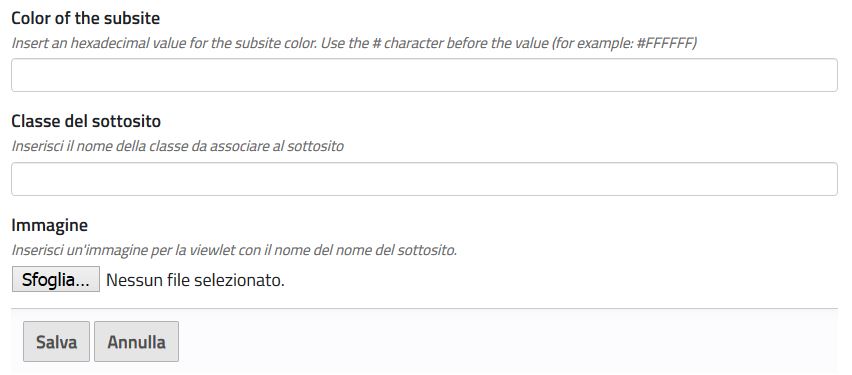 Color of the subsite
Insert an hexadecimal value for the subsite color. Use the # character before the value (for example: #FFFFFF)
Classe del sottosito
Inserisci il nome della classe da associare al sottosito
Immagine
Inserisci un'immagine per la viewlet con il nome del nome del sottosito.
Sfoglia... Nessun file selezionato.
Salva Annulla